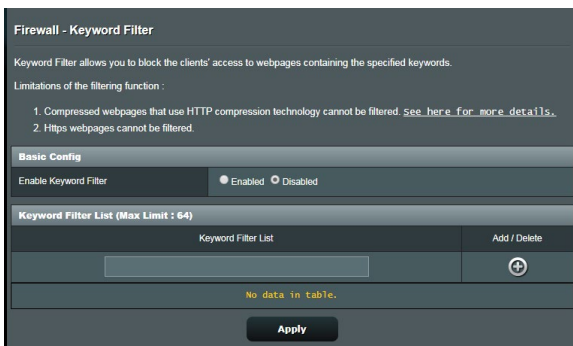 Firewall - Keyword Filter
Keyword Filter allows you to block the clients' access to webpages containing the specified keywords.
Limitations of the filtering function :
1. Compressed webpages that use HTTP compression technology cannot be filtered. See here for more details.
2. Https webpages cannot be filtered.
Basic Config
Enable Keyword Filter Enabled Disabled
Keyword Filter List (Max Limit : 64)
Keyword Filter List Add / Delete
No data in table.
Apply